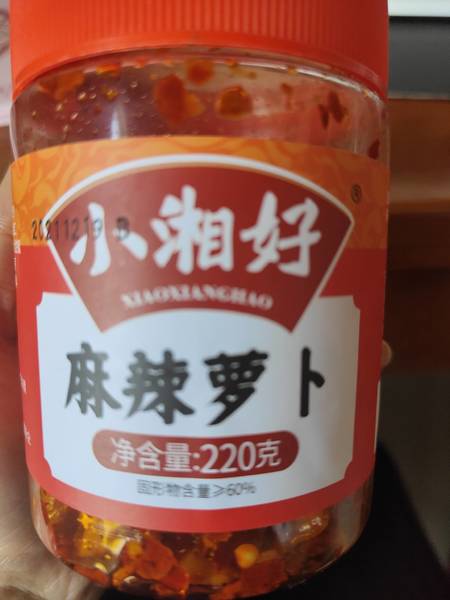 20211219 B
小湘好
®
XIAOXIANGHAO
麻辣萝卜
净含量:220克
固形物含量≥60%